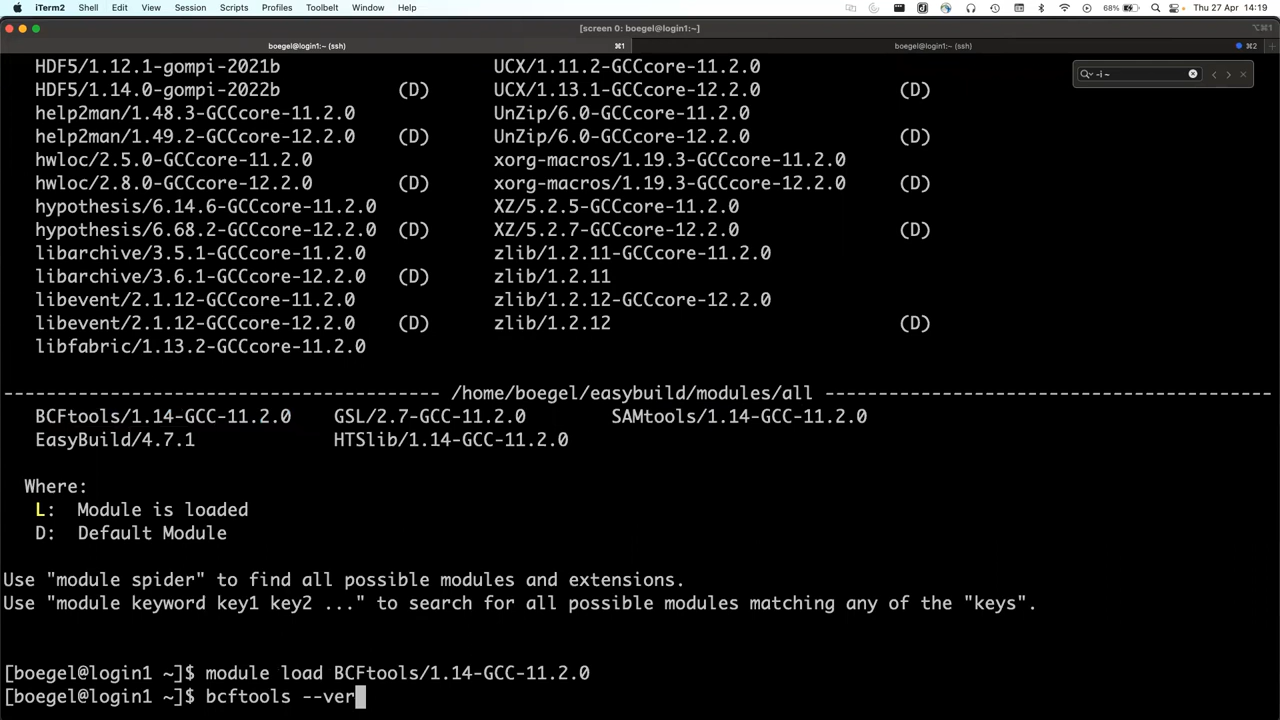 iTerm2 Shell Edit View Session Scripts Profiles Toolbelt Window Help 68% Thu 27 Apr 14:19
[screen 0: boegel@login1:~]
boegel@login1:~ (ssh) ⌘1 boegel@login1:~ (ssh) ⌘2
-i ~
HDF5/1.12.1-gompi-2021b UCX/1.11.2-GCCcore-11.2.0
HDF5/1.14.0-gompi-2022b (D) UCX/1.13.1-GCCcore-12.2.0 (D)
help2man/1.48.3-GCCcore-11.2.0 UnZip/6.0-GCCcore-11.2.0
help2man/1.49.2-GCCcore-12.2.0 (D) UnZip/6.0-GCCcore-12.2.0 (D)
hwloc/2.5.0-GCCcore-11.2.0 xorg-macros/1.19.3-GCCcore-11.2.0
hwloc/2.8.0-GCCcore-12.2.0 (D) xorg-macros/1.19.3-GCCcore-12.2.0 (D)
hypothesis/6.14.6-GCCcore-11.2.0 XZ/5.2.5-GCCcore-11.2.0
hypothesis/6.68.2-GCCcore-12.2.0 (D) XZ/5.2.7-GCCcore-12.2.0 (D)
libarchive/3.5.1-GCCcore-11.2.0 zlib/1.2.11-GCCcore-11.2.0
libarchive/3.6.1-GCCcore-12.2.0 (D) zlib/1.2.11
libevent/2.1.12-GCCcore-11.2.0 zlib/1.2.12-GCCcore-12.2.0
libevent/2.1.12-GCCcore-12.2.0 (D) zlib/1.2.12 (D)
libfabric/1.13.2-GCCcore-11.2.0
----------------------------------------- /home/boegel/easybuild/modules/all -----------------------------------------
BCFtools/1.14-GCC-11.2.0 GSL/2.7-GCC-11.2.0 SAMtools/1.14-GCC-11.2.0
EasyBuild/4.7.1 HTSlib/1.14-GCC-11.2.0
Where:
L: Module is loaded
D: Default Module
Use "module spider" to find all possible modules and extensions.
Use "module keyword key1 key2 ..." to search for all possible modules matching any of the "keys".
[boegel@login1 ~]$ module load BCFtools/1.14-GCC-11.2.0
[boegel@login1 ~]$ bcftools --ver